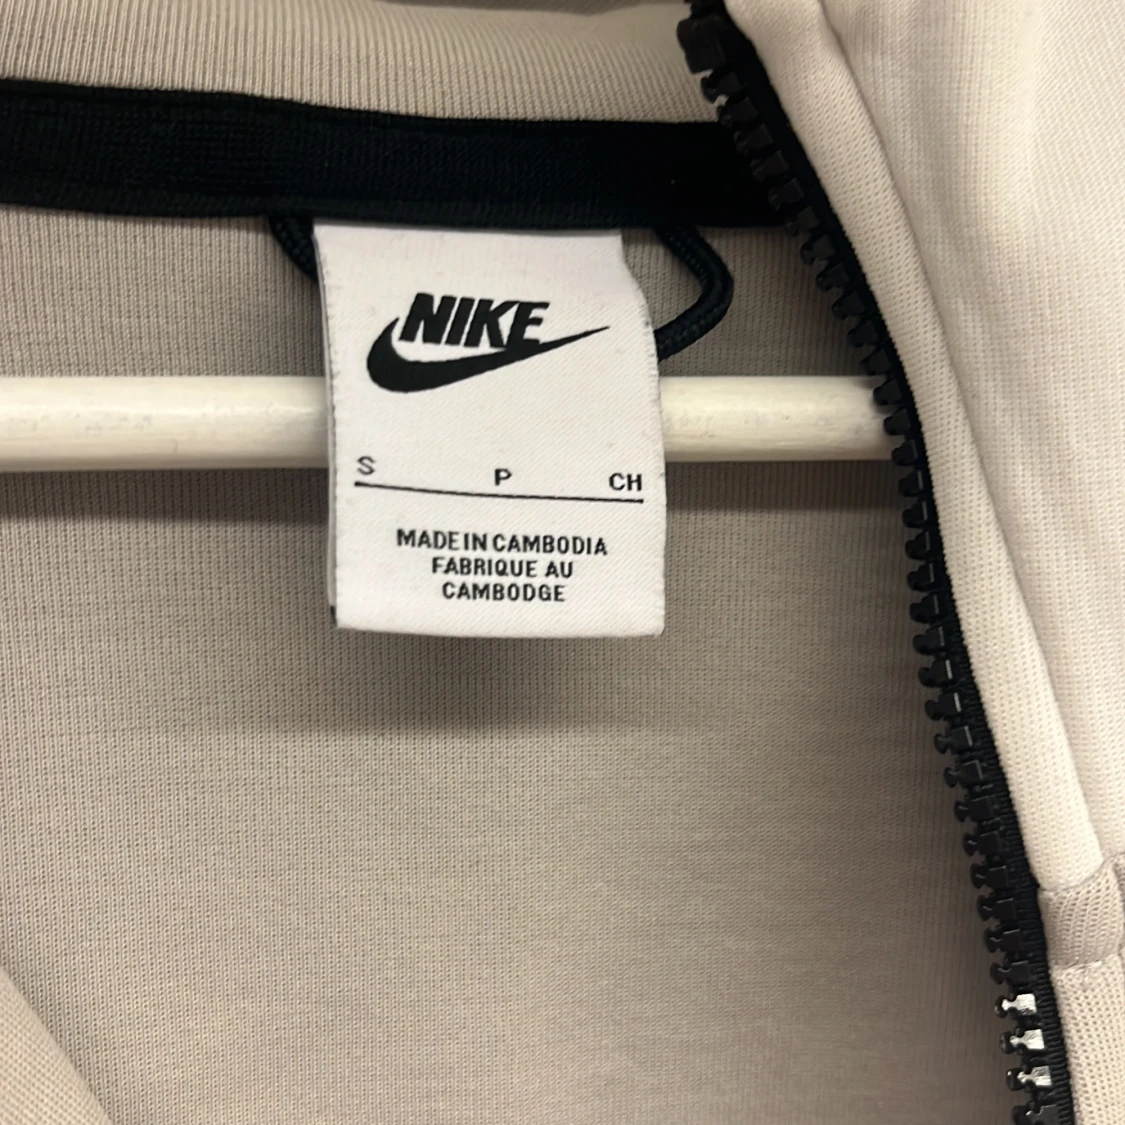 NIKE
S P CH
MADE IN CAMBODIA
FABRIQUE AU
CAMBODGE